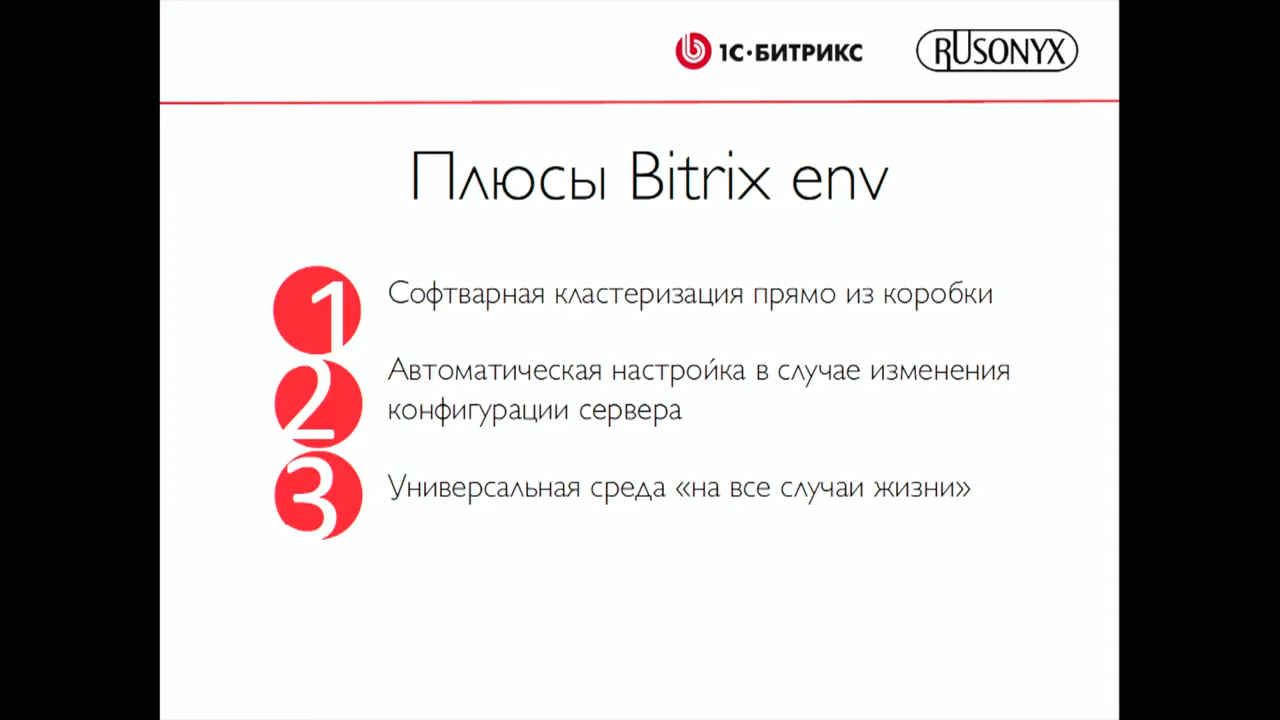 1С·БИТРИКС
RUSONYX
Плюсы Bitrix env
1
Софтварная кластеризация прямо из коробки
2
Автоматическая настройка в случае изменения
конфигурации сервера
3
Универсальная среда «на все случаи жизни»